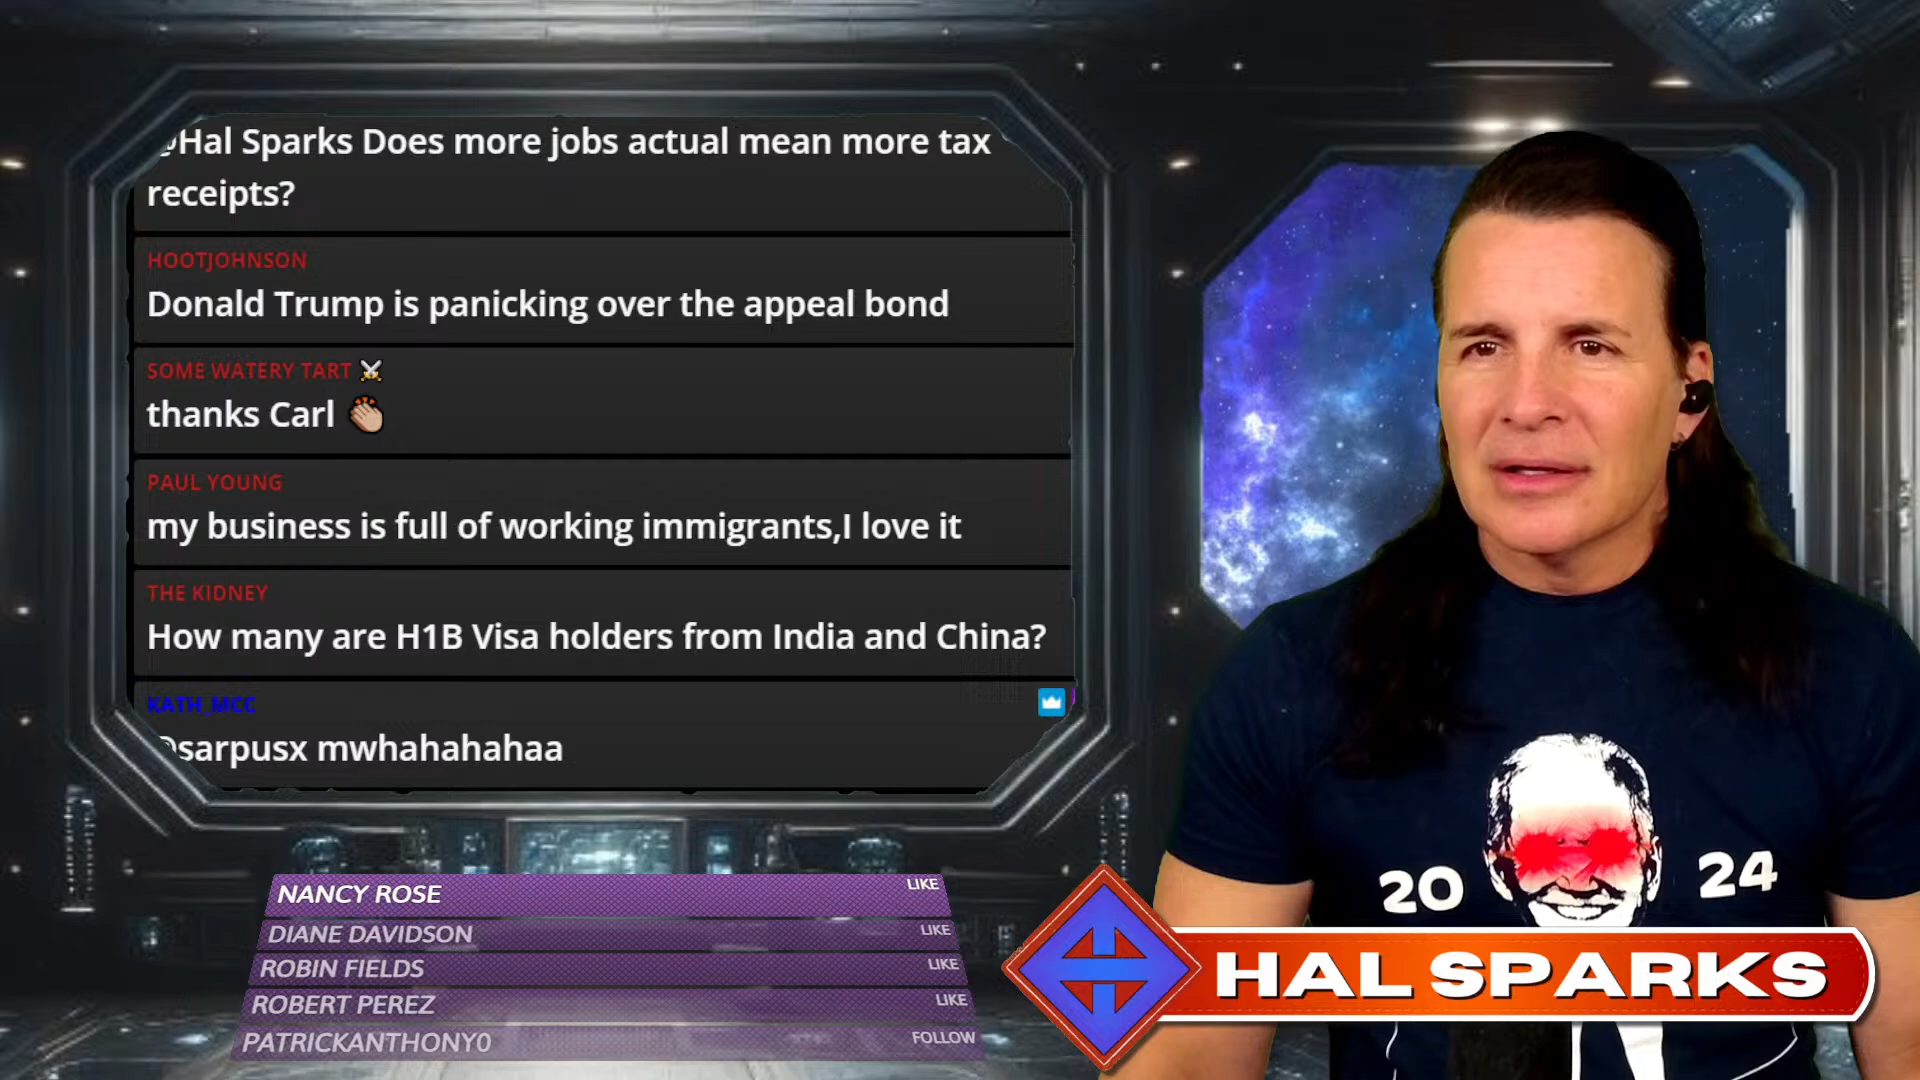 @Hal Sparks Does more jobs actual mean more tax
receipts?
HOOTJOHNSON
Donald Trump is panicking over the appeal bond
SOME WATERY TART ⚔
thanks Carl 👏🏼
PAUL YOUNG
my business is full of working immigrants,I love it
THE KIDNEY
How many are H1B Visa holders from India and China?
KATH_MCC
@sarpusx mwhahahahaa
NANCY ROSE LIKE
DIANE DAVIDSON LIKE
ROBIN FIELDS LIKE
ROBERT PEREZ LIKE
PATRICKANTHONY0 FOLLOW
20 24
HAL SPARKS